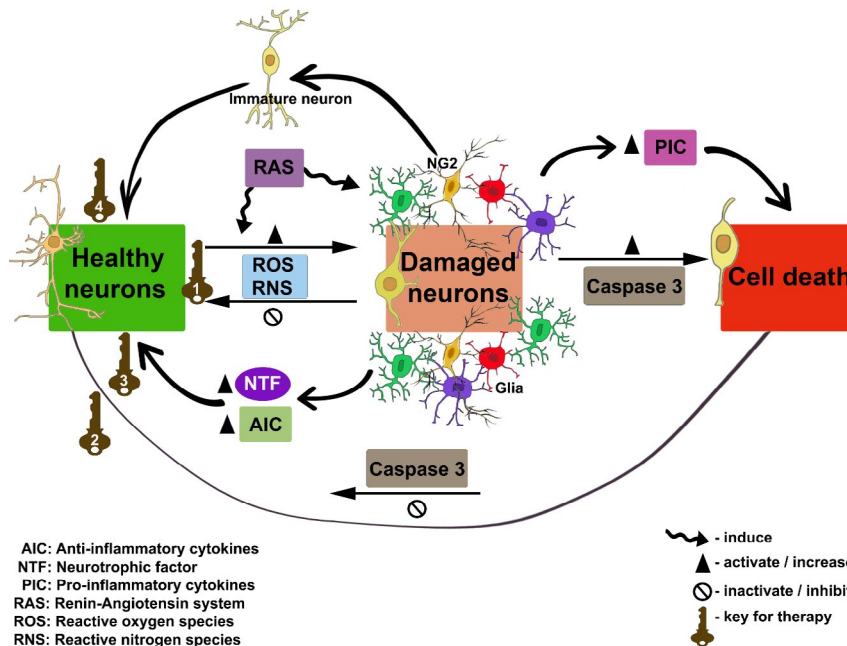 Immature neuron
NG2
RAS
PIC
4
Healthy
neurons
1
ROS
RNS
Damaged
neurons
Caspase 3
Cell death
3
2
NTF
AIC
Glia
Caspase 3
AIC: Anti-inflammatory cytokines
NTF: Neurotrophic factor
PIC: Pro-inflammatory cytokines
RAS: Renin-Angiotensin system
ROS: Reactive oxygen species
RNS: Reactive nitrogen species
- induce
- activate / increase
- inactivate / inhibit
- key for therapy